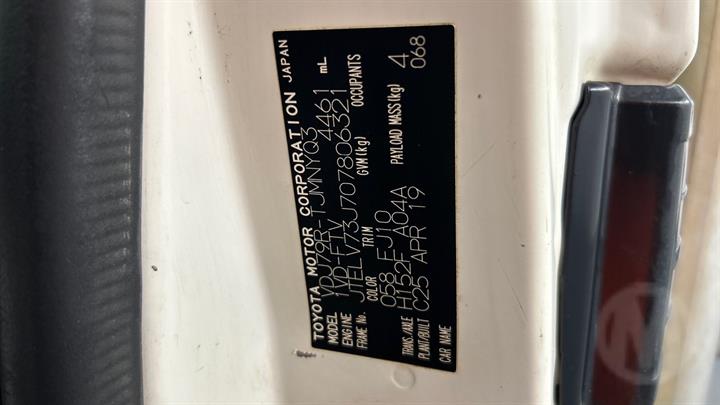 TOYOTA MOTOR CORPORATION JAPAN
MODEL VDJ79R-TJMNYQ3
ENGINE 1VD-FTV 4461 mL
FRAME No. JTELV73J707806321
COLOR TRIM GVM(kg) OCCUPANTS
058 FJ10
TRANS./AXLE H152F A04A PAYLOAD MASS(kg) 4
PLANT/BUILT C25 APR 19 068
CAR NAME
M